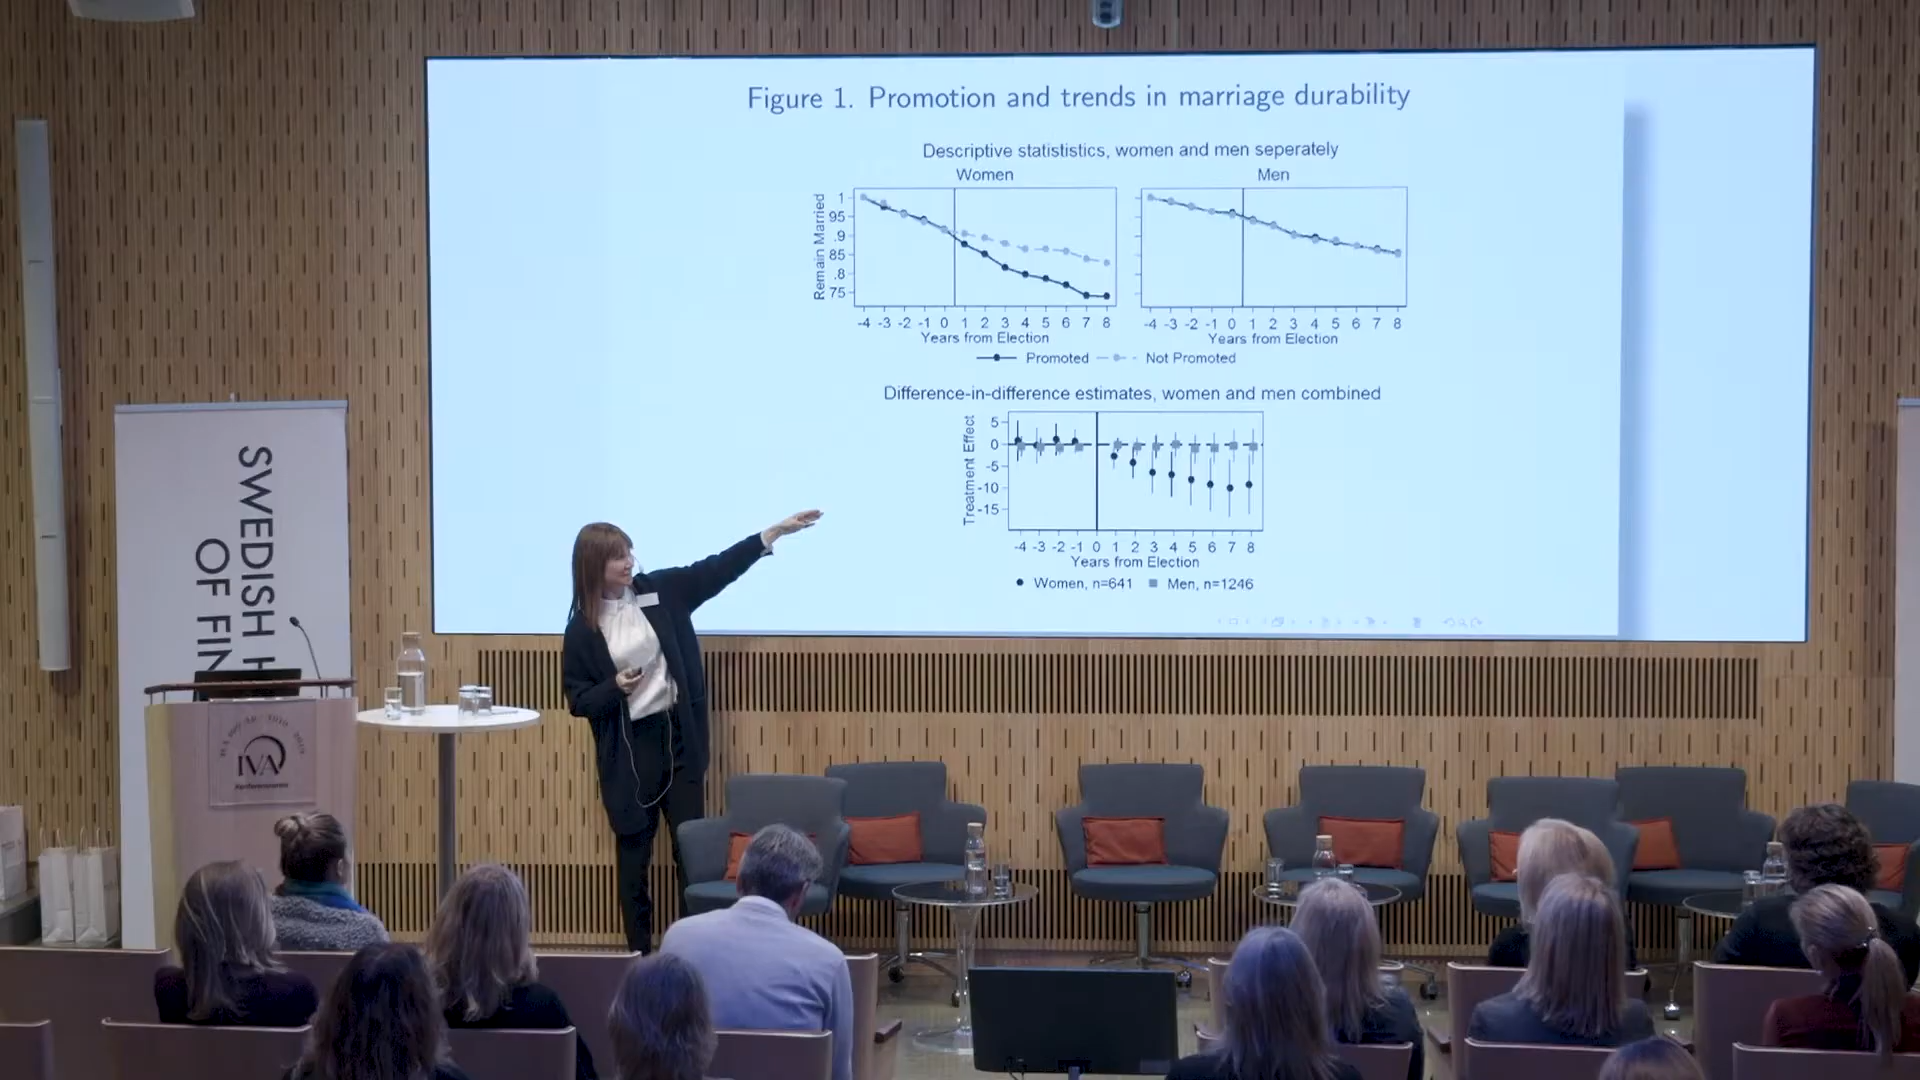 Figure 1. Promotion and trends in marriage durability
Descriptive statististics, women and men seperately
Women
Men
Remain Married
1
95
.9
85
.8
75
-4 -3 -2 -1 0 1 2 3 4 5 6 7 8
Years from Election
-4 -3 -2 -1 0 1 2 3 4 5 6 7 8
Years from Election
Promoted
Not Promoted
Difference-in-difference estimates, women and men combined
Treatment Effect
5
0
-5
-10
-15
-4 -3 -2 -1 0 1 2 3 4 5 6 7 8
Years from Election
Women, n=641
Men, n=1246
SWEDISH H
OF FIN
IVA